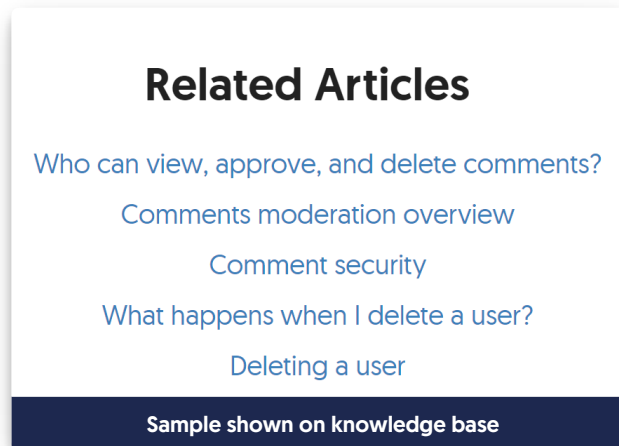 Related Articles
Who can view, approve, and delete comments?
Comments moderation overview
Comment security
What happens when I delete a user?
Deleting a user
Sample shown on knowledge base